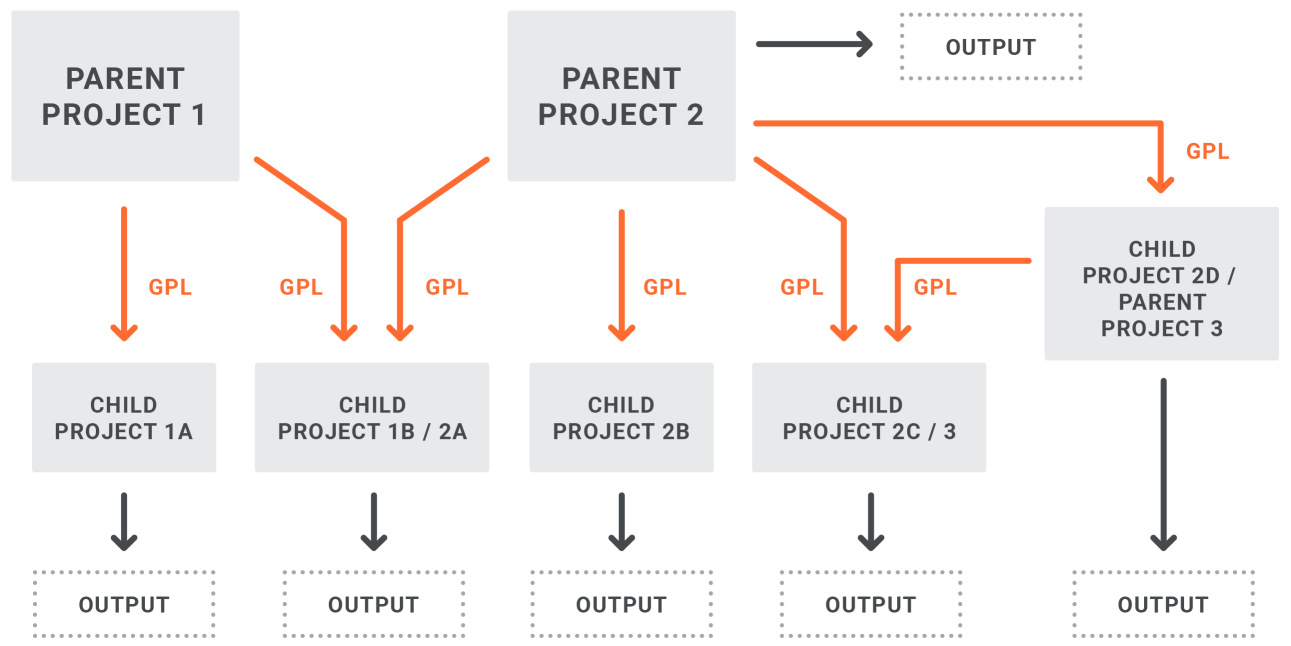 PARENT
PROJECT 1
PARENT
PROJECT 2
OUTPUT
GPL
CHILD
PROJECT 2D /
PARENT
PROJECT 3
GPL
GPL
GPL
GPL
GPL
GPL
CHILD
PROJECT 1A
CHILD
PROJECT 1B / 2A
CHILD
PROJECT 2B
CHILD
PROJECT 2C / 3
OUTPUT
OUTPUT
OUTPUT
OUTPUT
OUTPUT